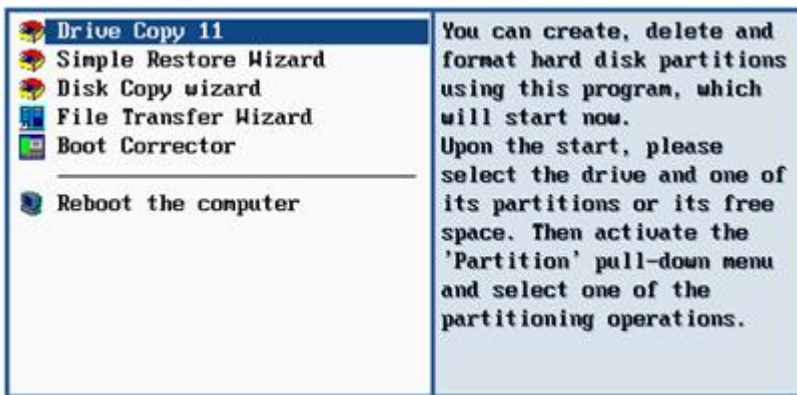 Drive Copy 11
Simple Restore Wizard
Disk Copy wizard
File Transfer Wizard
Boot Corrector
Reboot the computer
You can create, delete and
format hard disk partitions
using this program, which
will start now.
Upon the start, please
select the drive and one of
its partitions or its free
space. Then activate the
'Partition' pull-down menu
and select one of the
partitioning operations.